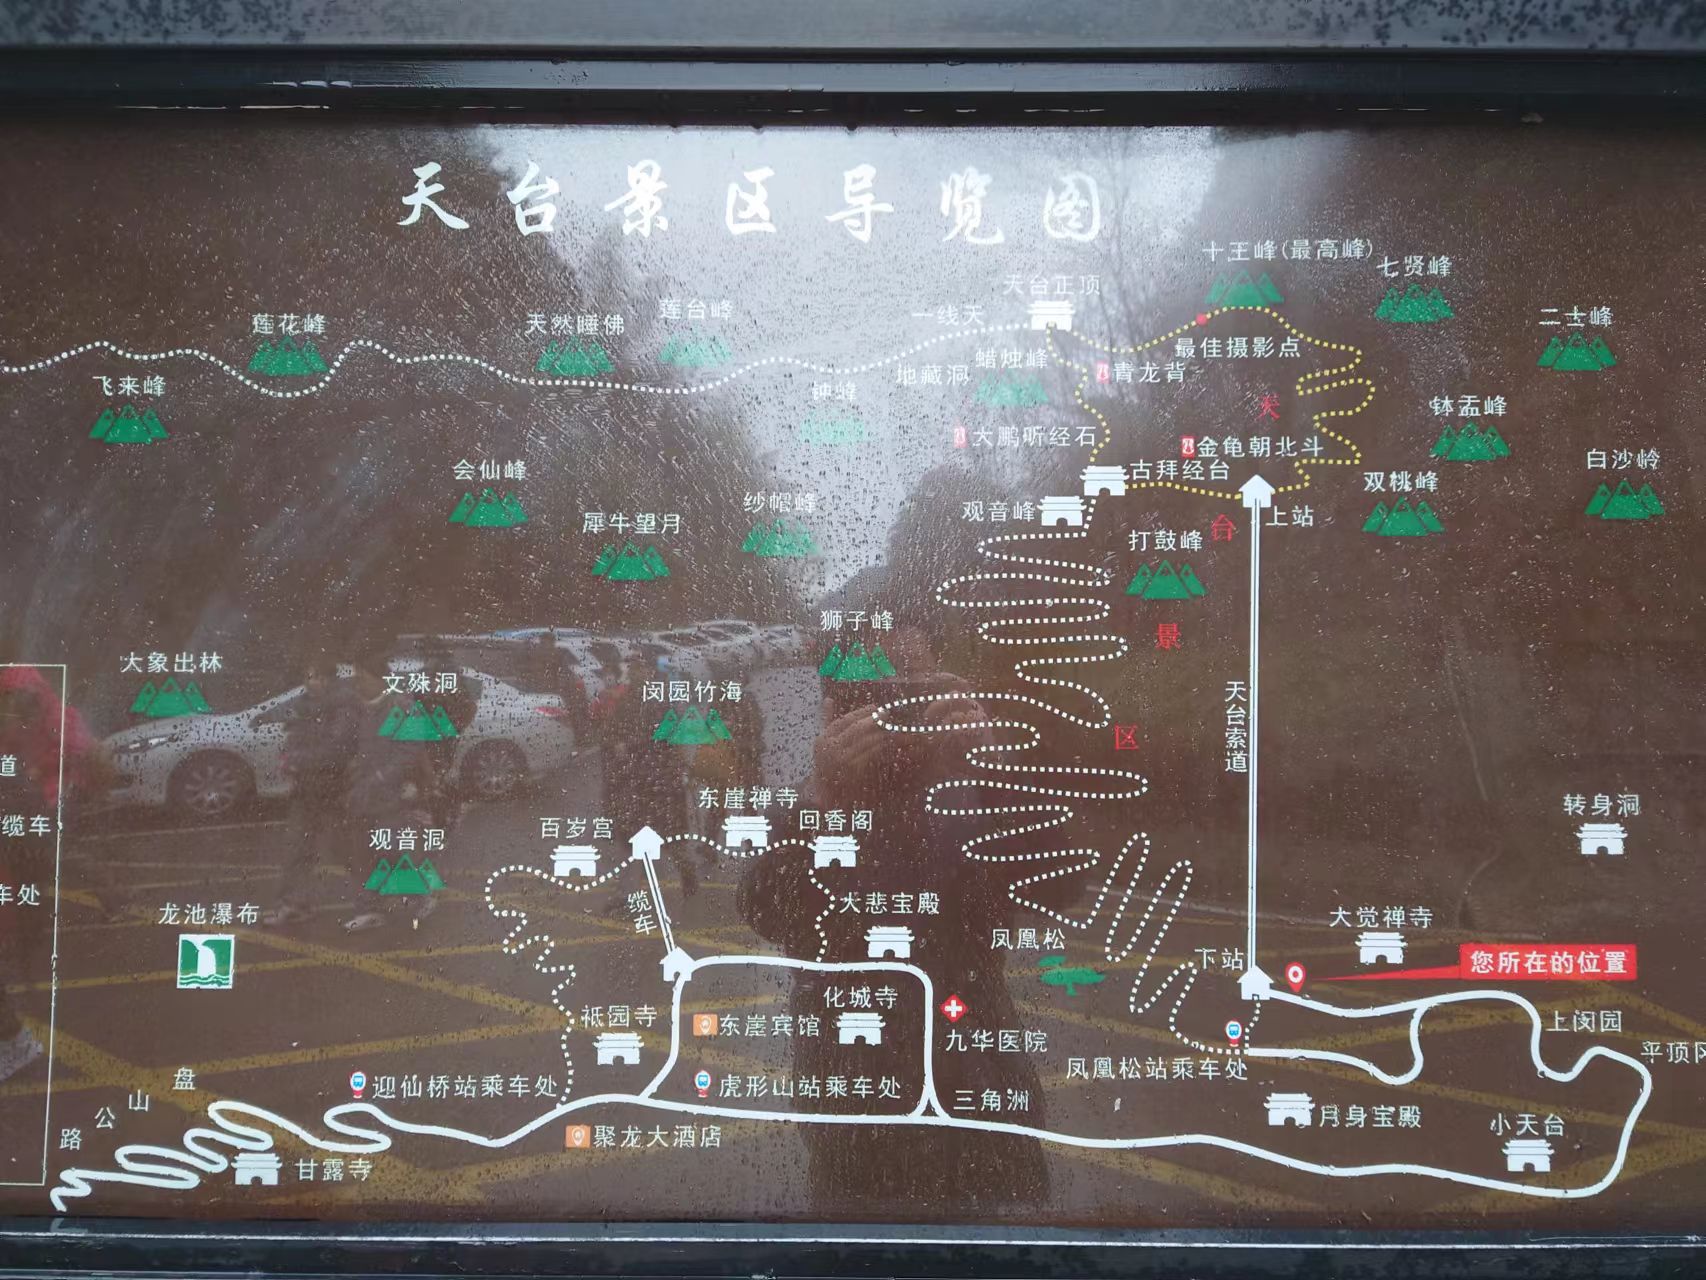 天台景区导览图
十王峰(最高峰)
七贤峰
天台正顶
莲台峰
一线天
二士峰
莲花峰
天然睡佛
最佳摄影点
蜡烛峰
地藏洞
青龙背
飞来峰
钟峰
钵盂峰
大鹏听经石
金龟朝北斗
白沙岭
会仙峰
古拜经台
双桃峰
纱帽峰
观音峰
上站
犀牛望月
打鼓峰
天台景区
狮子峰
大象出林
文殊洞
闵园竹海
天台索道
道
缆车
车处
东崖禅寺
百岁宫
回香阁
转身洞
观音洞
缆车
大悲宝殿
龙池瀑布
大觉禅寺
凤凰松
下站
您所在的位置
化城寺
祗园寺
东崖宾馆
九华医院
上闵园
平顶冈
凤凰松站乘车处
迎仙桥站乘车处
虎形山站乘车处
三角洲
月身宝殿
小天台
盘山公路
聚龙大酒店
甘露寺